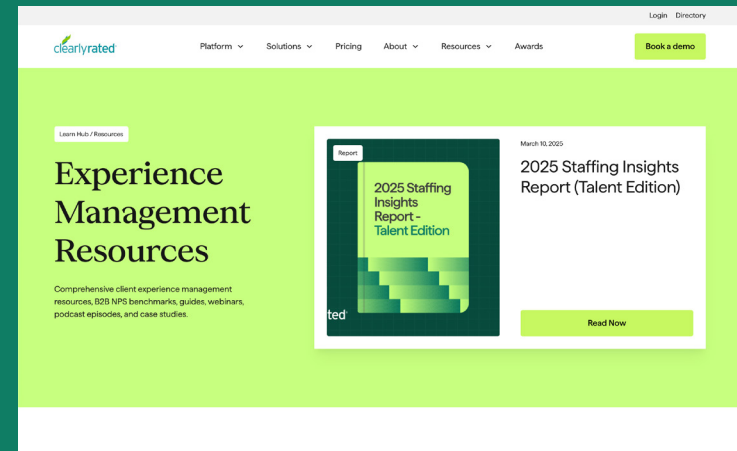 Login Directory
clearlyrated
Platform Solutions Pricing About Resources Awards
Book a demo
Learn Hub / Resources
Experience
Management
Resources
Comprehensive client experience management
resources, B2B NPS benchmarks, guides, webinars,
podcast episodes, and case studies.
Report
2025 Staffing
Insights
Report -
Talent Edition
ted
March 10, 2025
2025 Staffing Insights
Report (Talent Edition)
Read Now